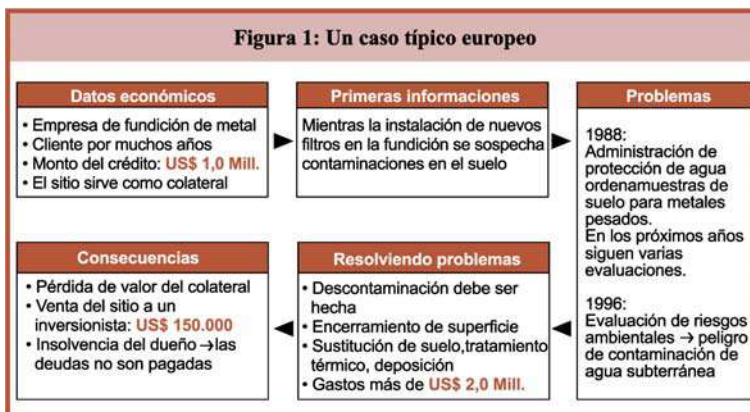 Figura 1: Un caso típico europeo
Datos económicos
• Empresa de fundición de metal
• Cliente por muchos años
• Monto del crédito: US$ 1,0 Mill.
• El sitio sirve como colateral
Primeras informaciones
Mientras la instalación de nuevos
filtros en la fundición se sospecha
contaminaciones en el suelo
Problemas
1988:
Administración de
protección de agua
ordenamuestras de
suelo para metales
pesados.
En los próximos años
siguen varias
evaluaciones.
1996:
Evaluación de riesgos
ambientales → peligro
de contaminación de
agua subterránea
Resolviendo problemas
• Descontaminación debe ser
hecha
• Encerramiento de superficie
• Sustitución de suelo,tratamiento
térmico, deposición
• Gastos más de US$ 2,0 Mill.
Consecuencias
• Pérdida de valor del colateral
• Venta del sitio a un
inversionista: US$ 150.000
• Insolvencia del dueño →las
deudas no son pagadas